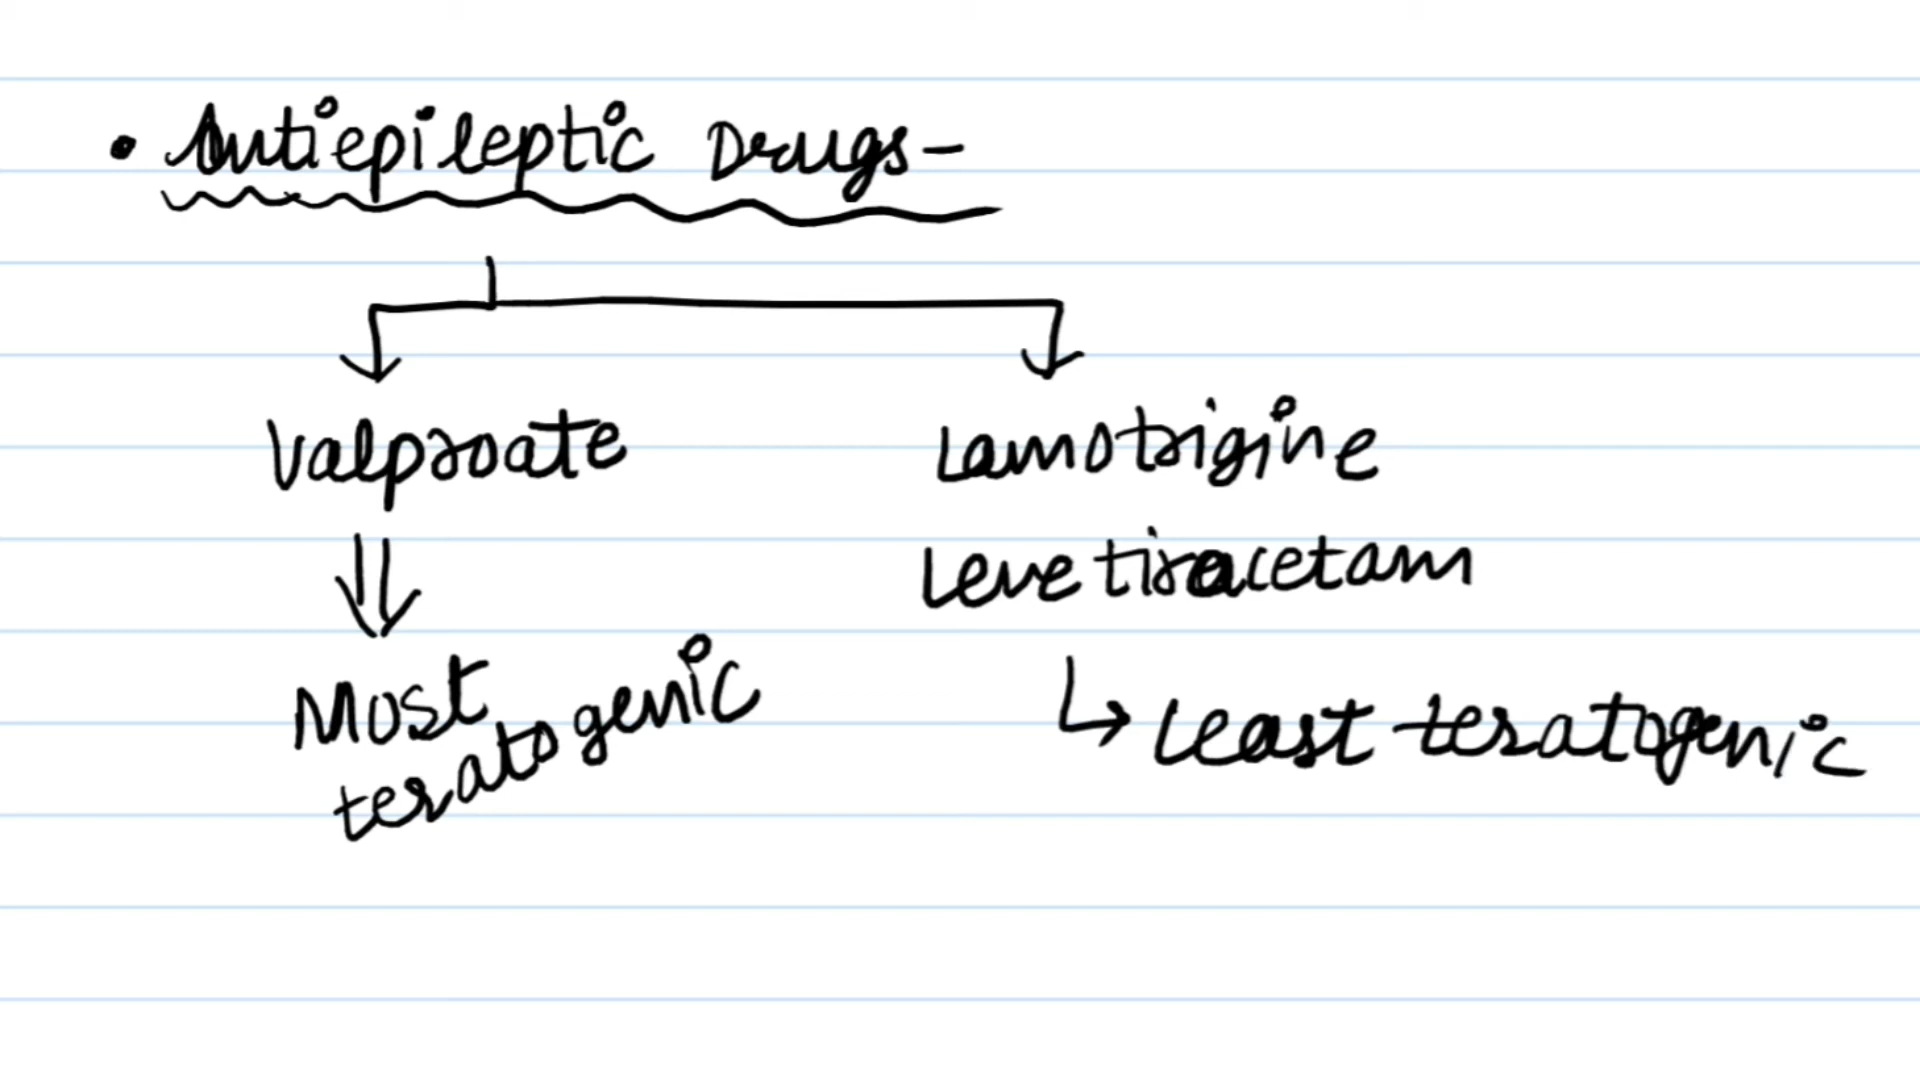 • Antiepileptic Drugs-
Valproate
Lamotrigine
Levetiracetam
Most
teratogenic
Least teratogenic